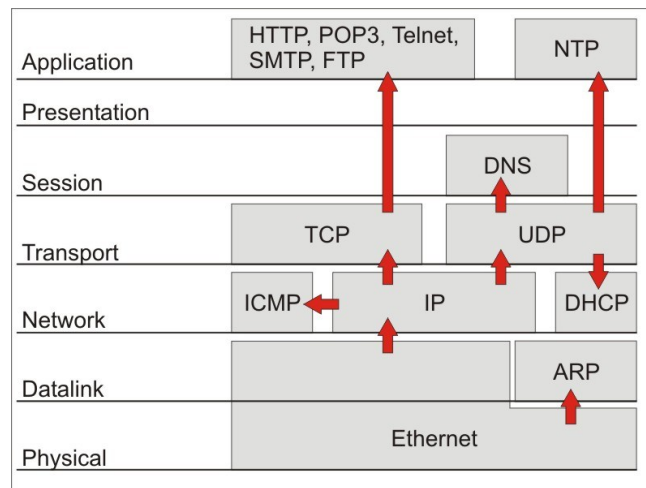 HTTP, POP3, Telnet,
SMTP, FTP
NTP
Application
Presentation
DNS
Session
TCP
UDP
Transport
ICMP
IP
DHCP
Network
ARP
Datalink
Ethernet
Physical